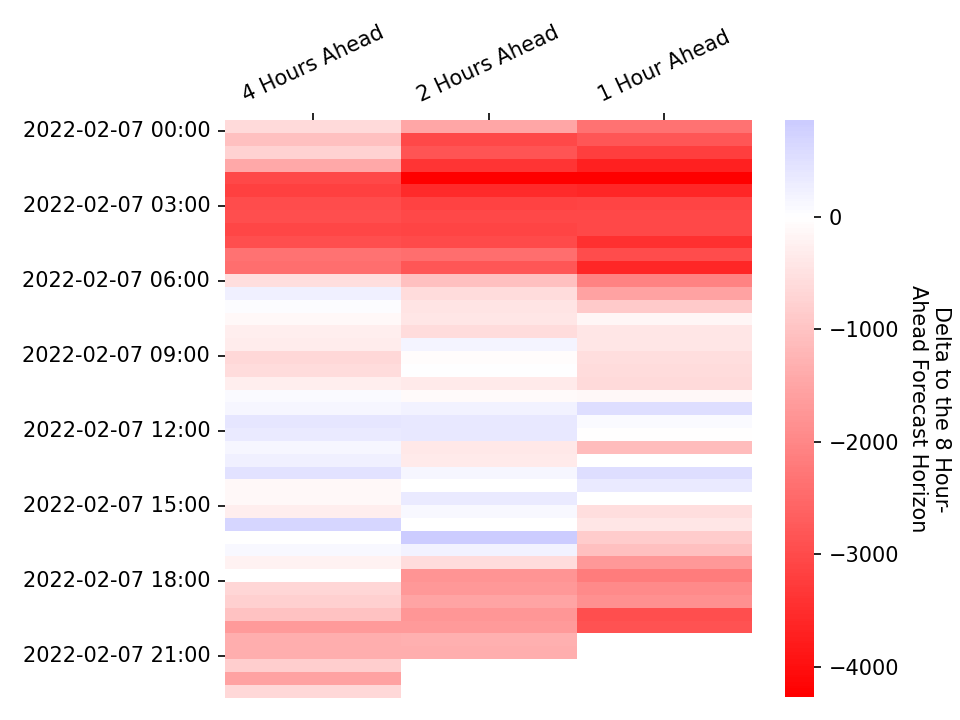 4 Hours Ahead
2 Hours Ahead
1 Hour Ahead
2022-02-07 00:00
2022-02-07 03:00
2022-02-07 06:00
2022-02-07 09:00
2022-02-07 12:00
2022-02-07 15:00
2022-02-07 18:00
2022-02-07 21:00
0
−1000
−2000
−3000
−4000
Delta to the 8 Hour-
Ahead Forecast Horizon